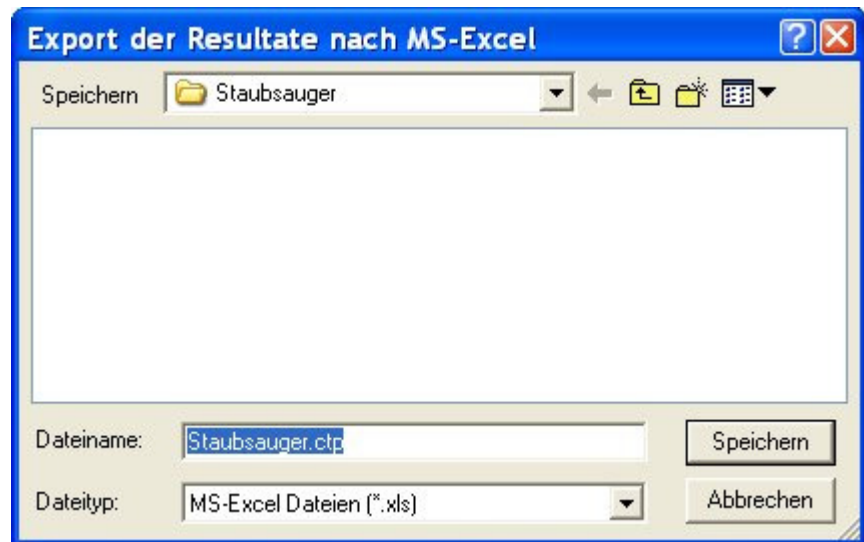 Export der Resultate nach MS-Excel
Speichern Staubsauger
Dateiname: Staubsauger.ctp Speichern
Dateityp: MS-Excel Dateien (*.xls) Abbrechen